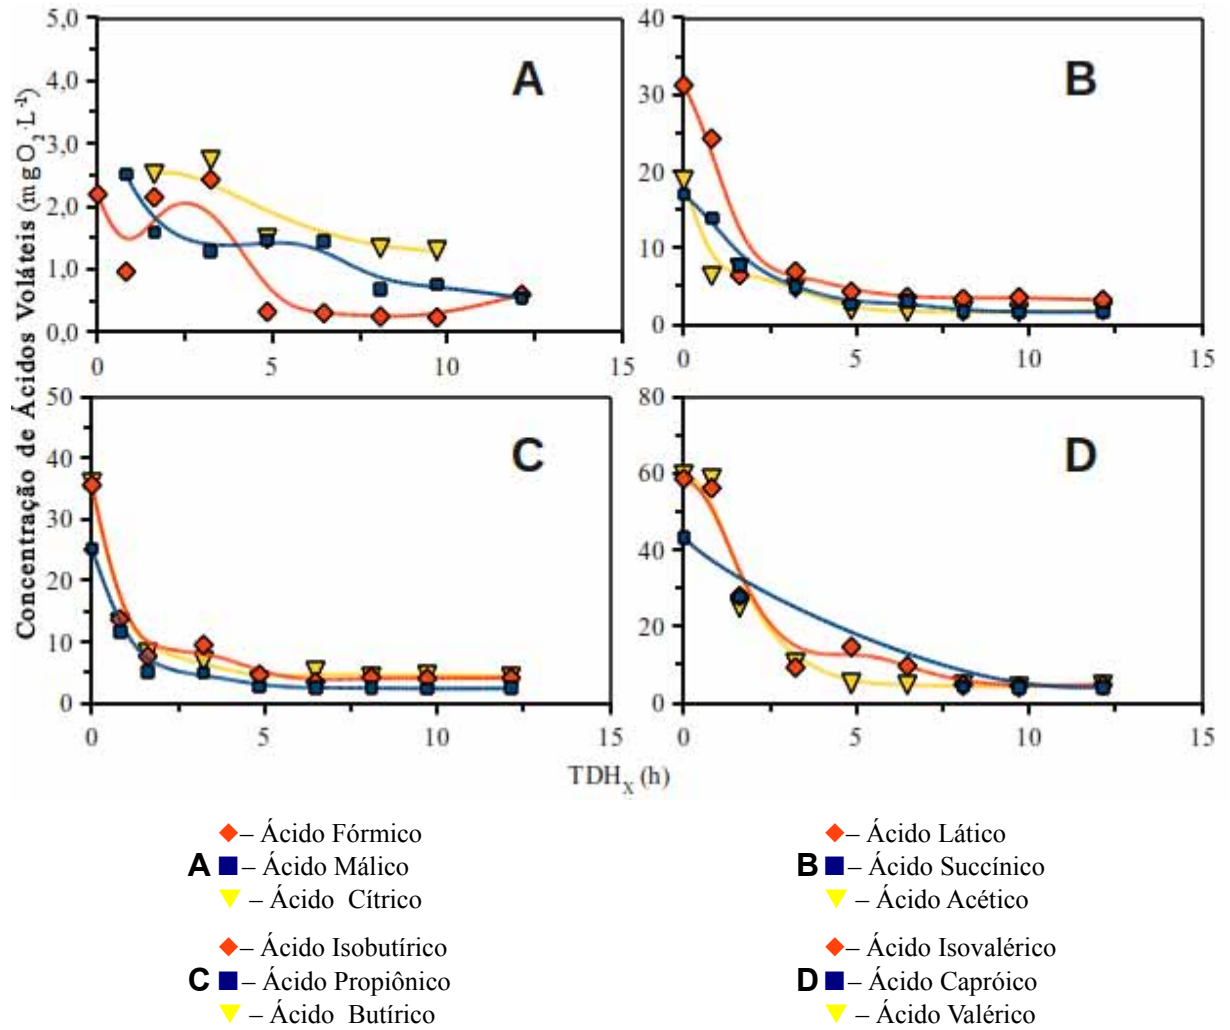 Concentração de Ácidos Voláteis (mg O₂·L⁻¹)
5,0
4,0
3,0
2,0
1,0
0,0
0 5 10 15
A
40
30
20
10
0
0 5 10 15
B
50
40
30
20
10
0
0 5 10 15
C
80
60
40
20
0
0 5 10 15
D
TDHₓ (h)
– Ácido Fórmico
A – Ácido Málico
– Ácido Cítrico
– Ácido Lático
B – Ácido Succínico
– Ácido Acético
– Ácido Isobutírico
C – Ácido Propiônico
– Ácido Butírico
– Ácido Isovalérico
D – Ácido Capróico
– Ácido Valérico